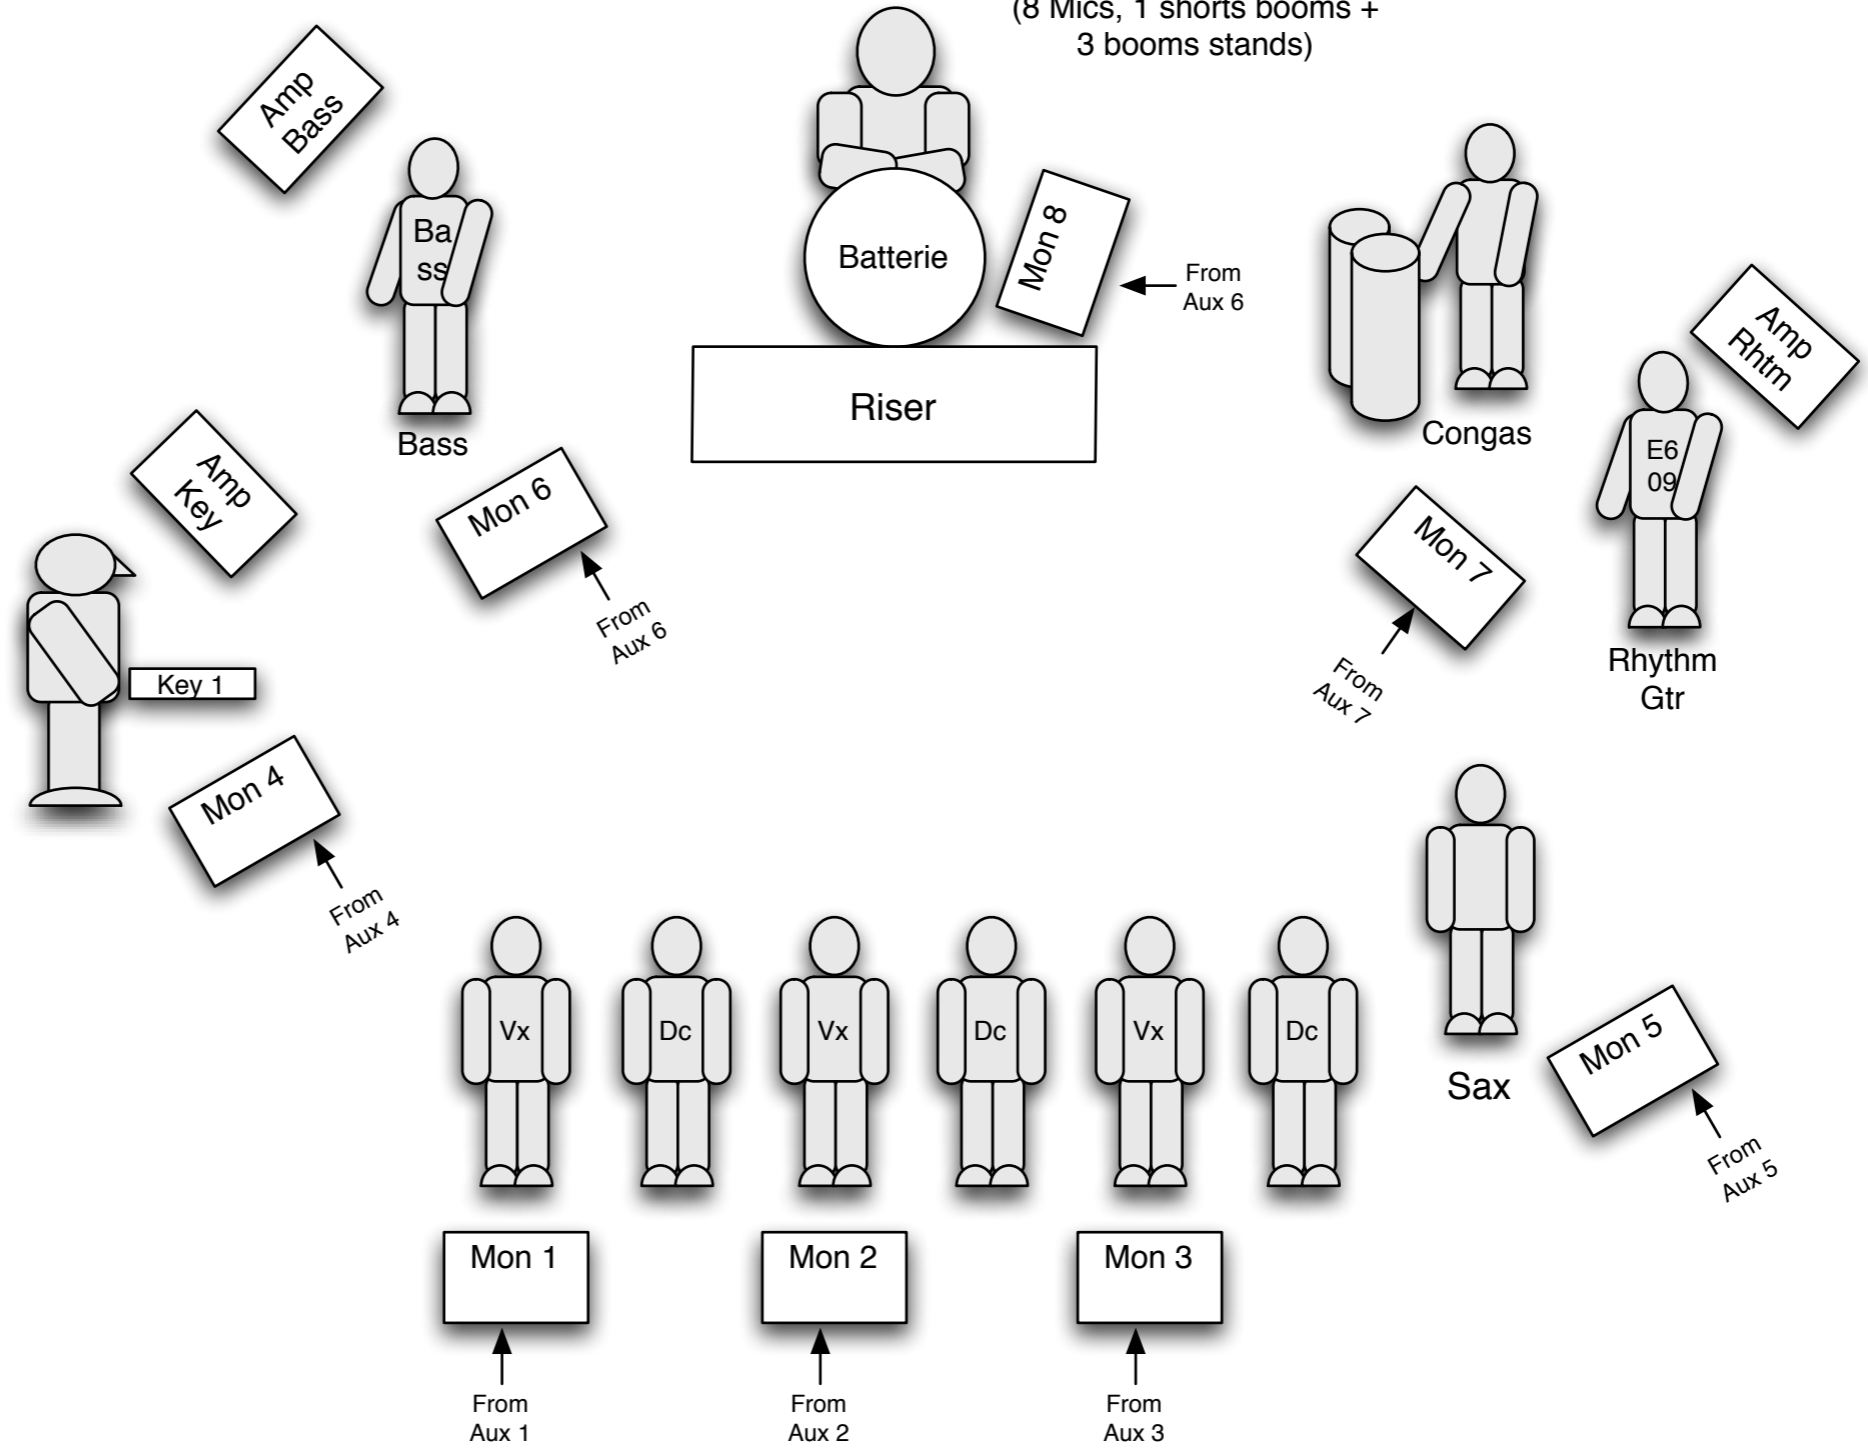 (8 Mics, 1 shorts booms +
3 booms stands)
Amp
Bass
Ba
ss
Bass
Batterie
Mon 8
From
Aux 6
Riser
Congas
Amp
Rhtm
E6
09
Rhythm
Gtr
Amp
Key
Mon 6
From
Aux 6
Mon 7
From
Aux 7
Key 1
Mon 4
From
Aux 4
Vx
Dc
Vx
Dc
Vx
Dc
Sax
Mon 5
From
Aux 5
Mon 1
Mon 2
Mon 3
From
Aux 1
From
Aux 2
From
Aux 3